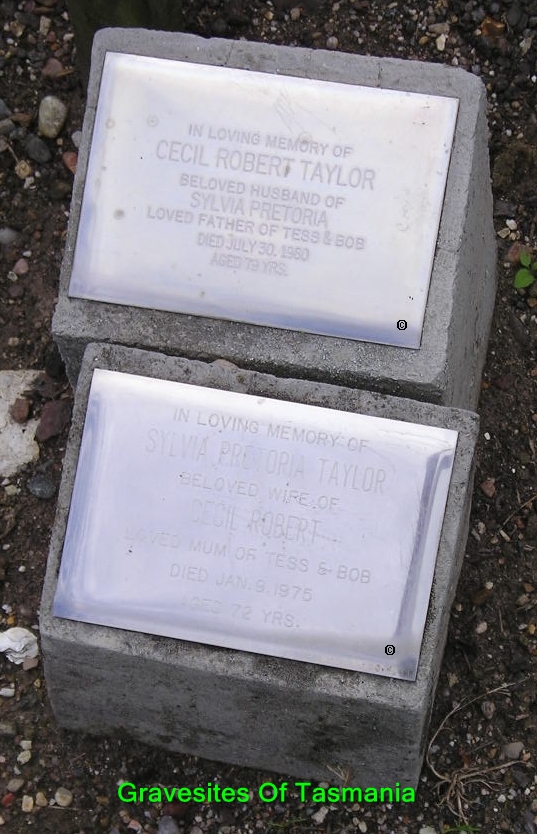 IN LOVING MEMORY OF
CECIL ROBERT TAYLOR
BELOVED HUSBAND OF
SYLVIA PRETORIA
LOVED FATHER OF TESS & BOB
DIED JULY 30, 1980
AGED 79 YRS.
©
IN LOVING MEMORY OF
SYLVIA PRETORIA TAYLOR
BELOVED WIFE OF
CECIL ROBERT
LOVED MUM OF TESS & BOB
DIED JAN. 9, 1975
AGED 72 YRS.
©
Gravesites Of Tasmania